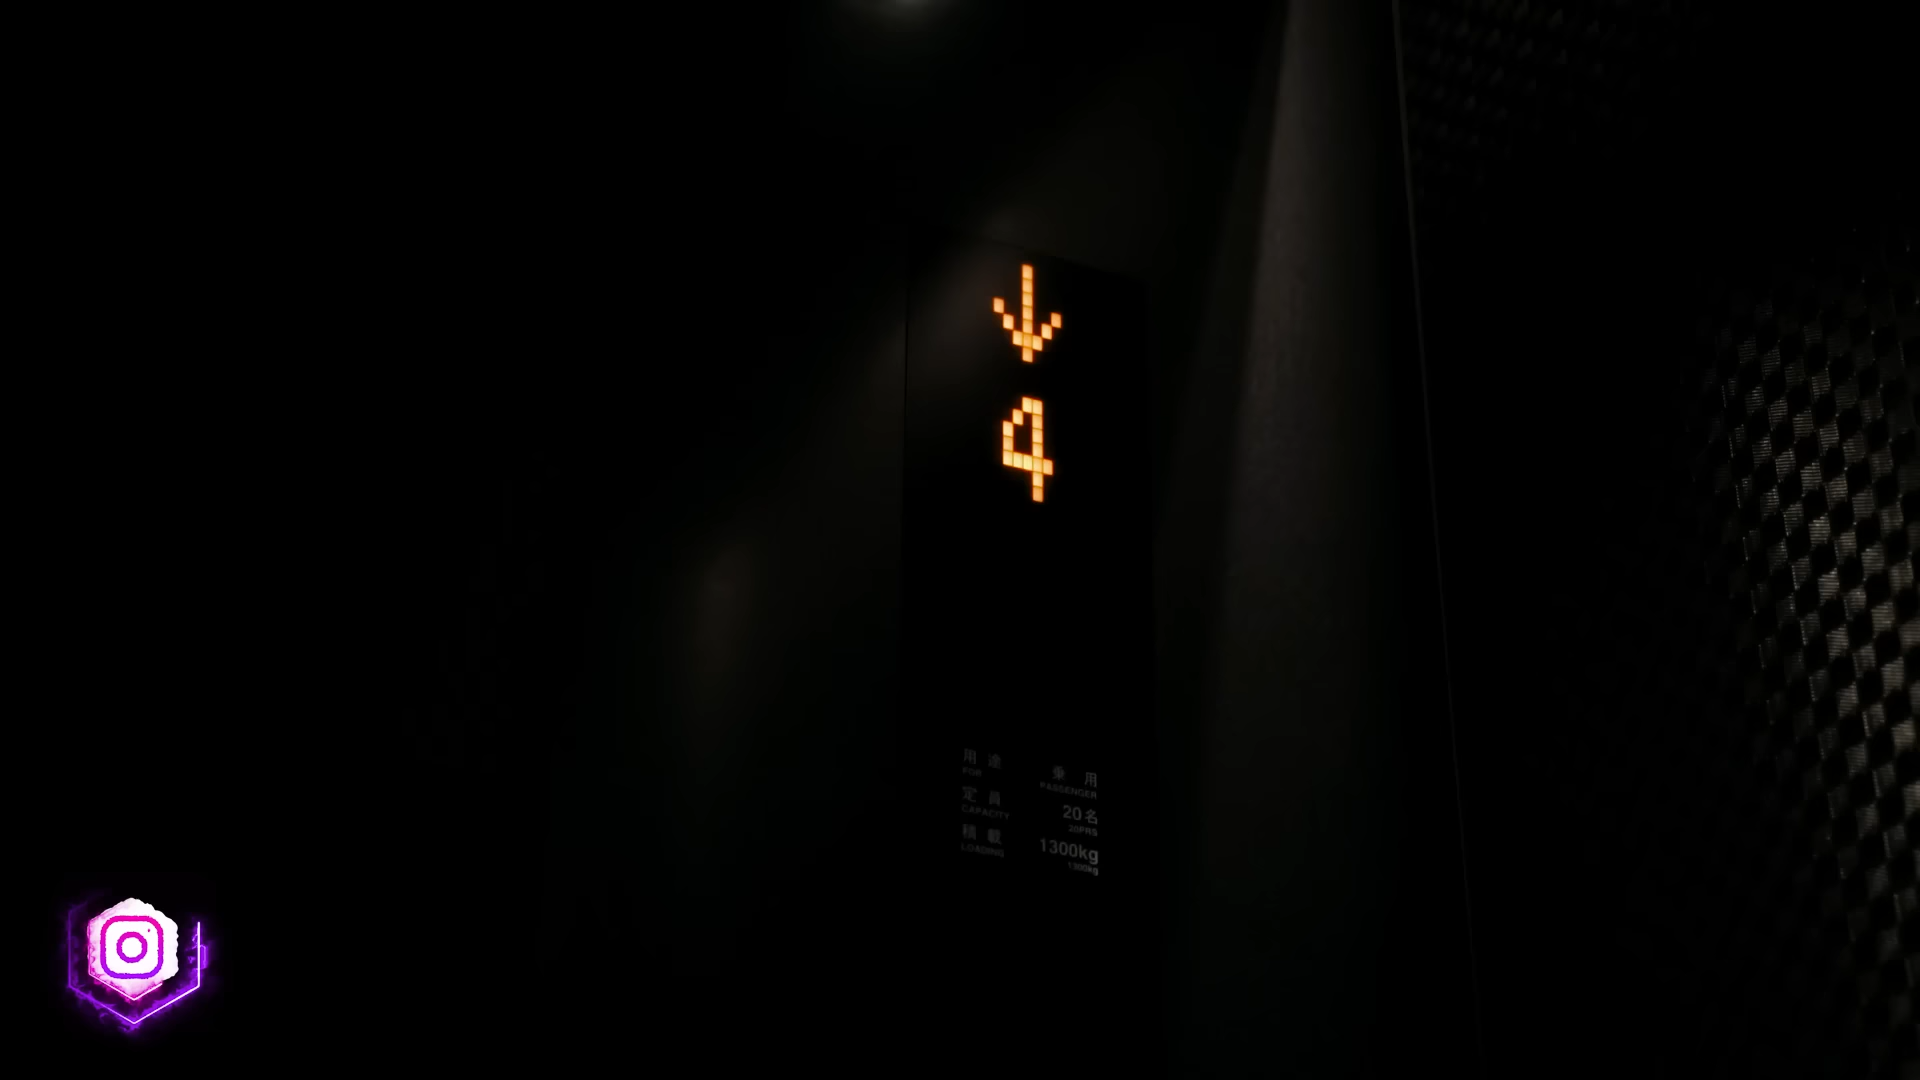 ↓
4
用途 乗用
FOR PASSENGER
定員 20名
CAPACITY 20PRS
積載 1300kg
LOADING 1300kg